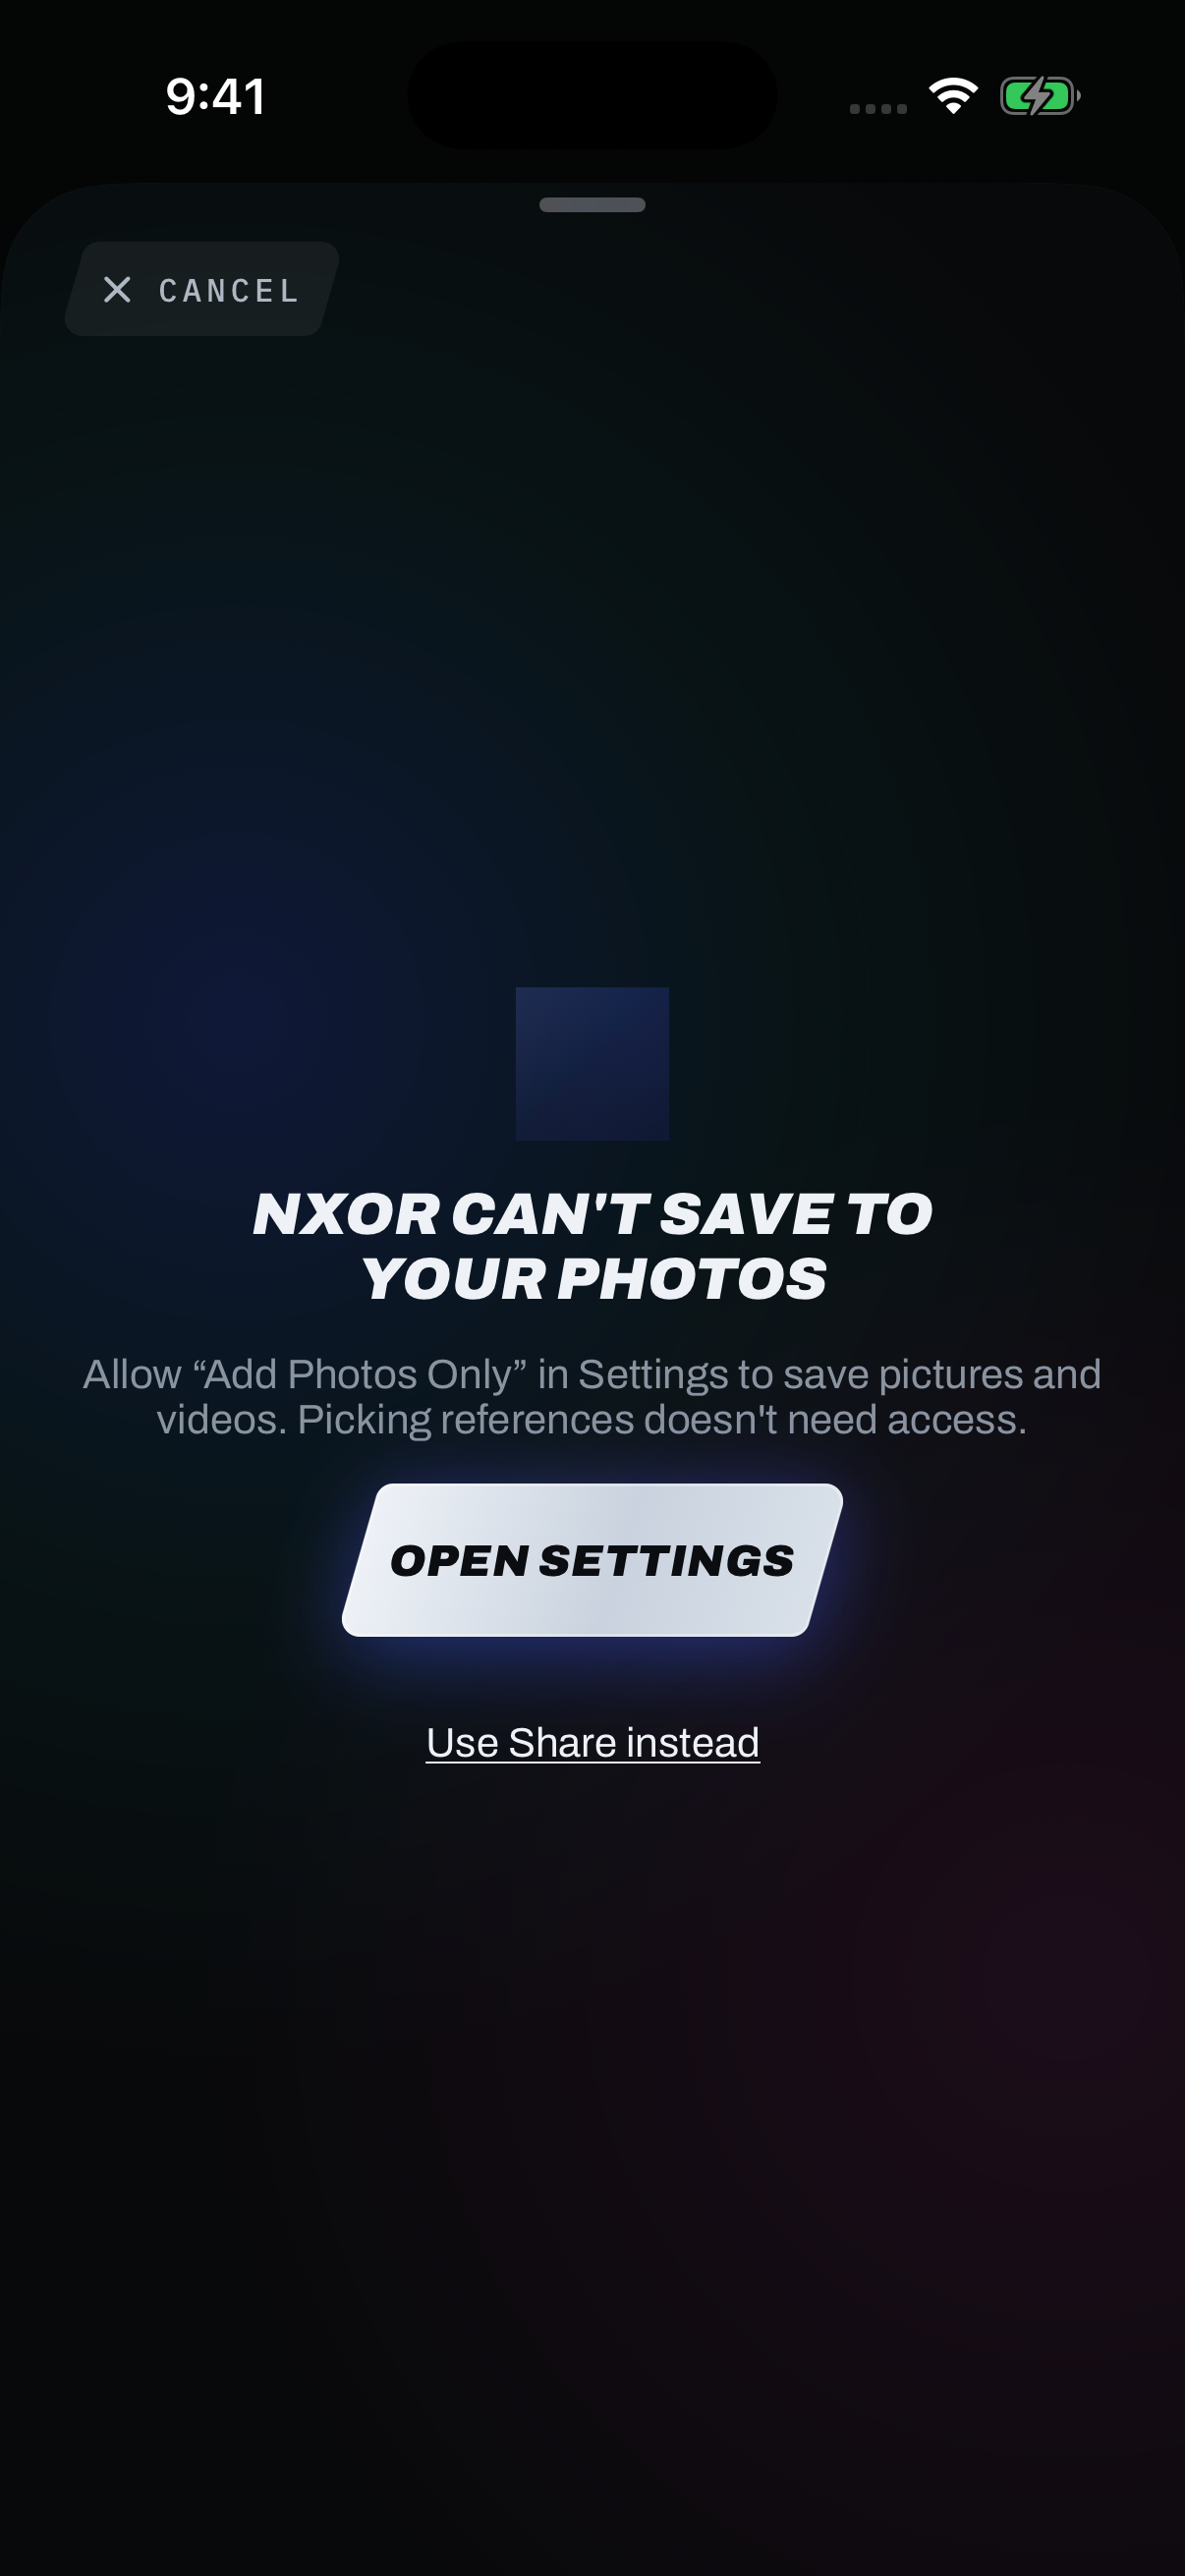 9:41
CANCEL
NXOR CAN'T SAVE TO
YOUR PHOTOS
Allow “Add Photos Only” in Settings to save pictures and
videos. Picking references doesn't need access.
OPEN SETTINGS
Use Share instead